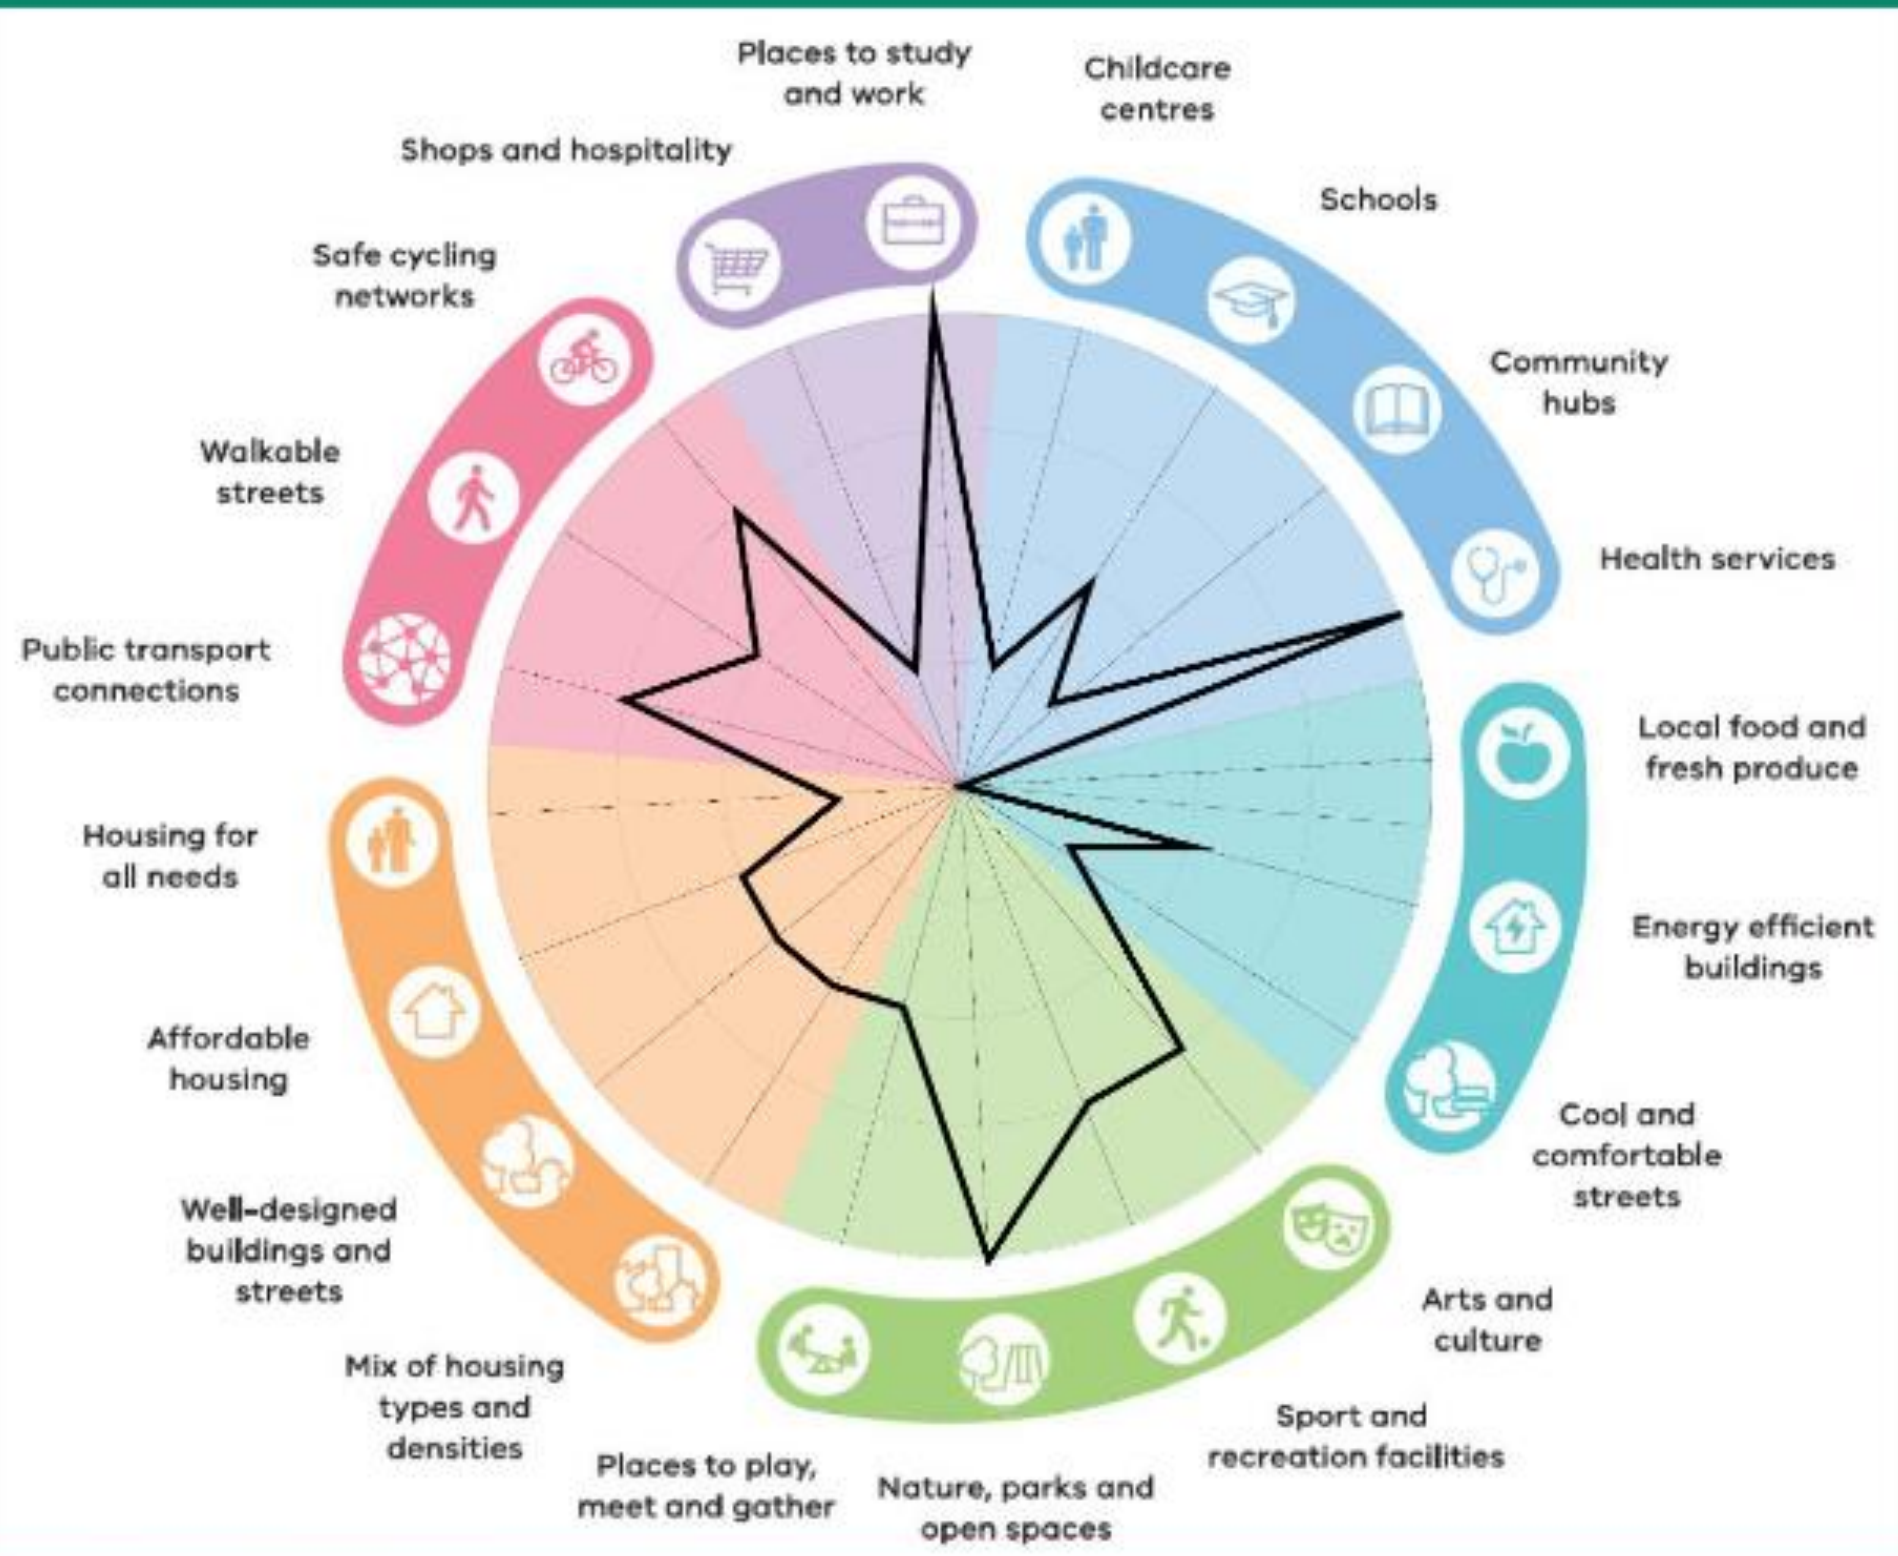 Places to study
and work
Childcare
centres
Schools
Community
hubs
Health services
Local food and
fresh produce
Energy efficient
buildings
Cool and
comfortable
streets
Arts and
culture
Sport and
recreation facilities
Nature, parks and
open spaces
Places to play,
meet and gather
Mix of housing
types and
densities
Well-designed
buildings and
streets
Affordable
housing
Housing for
all needs
Public transport
connections
Walkable
streets
Safe cycling
networks
Shops and hospitality